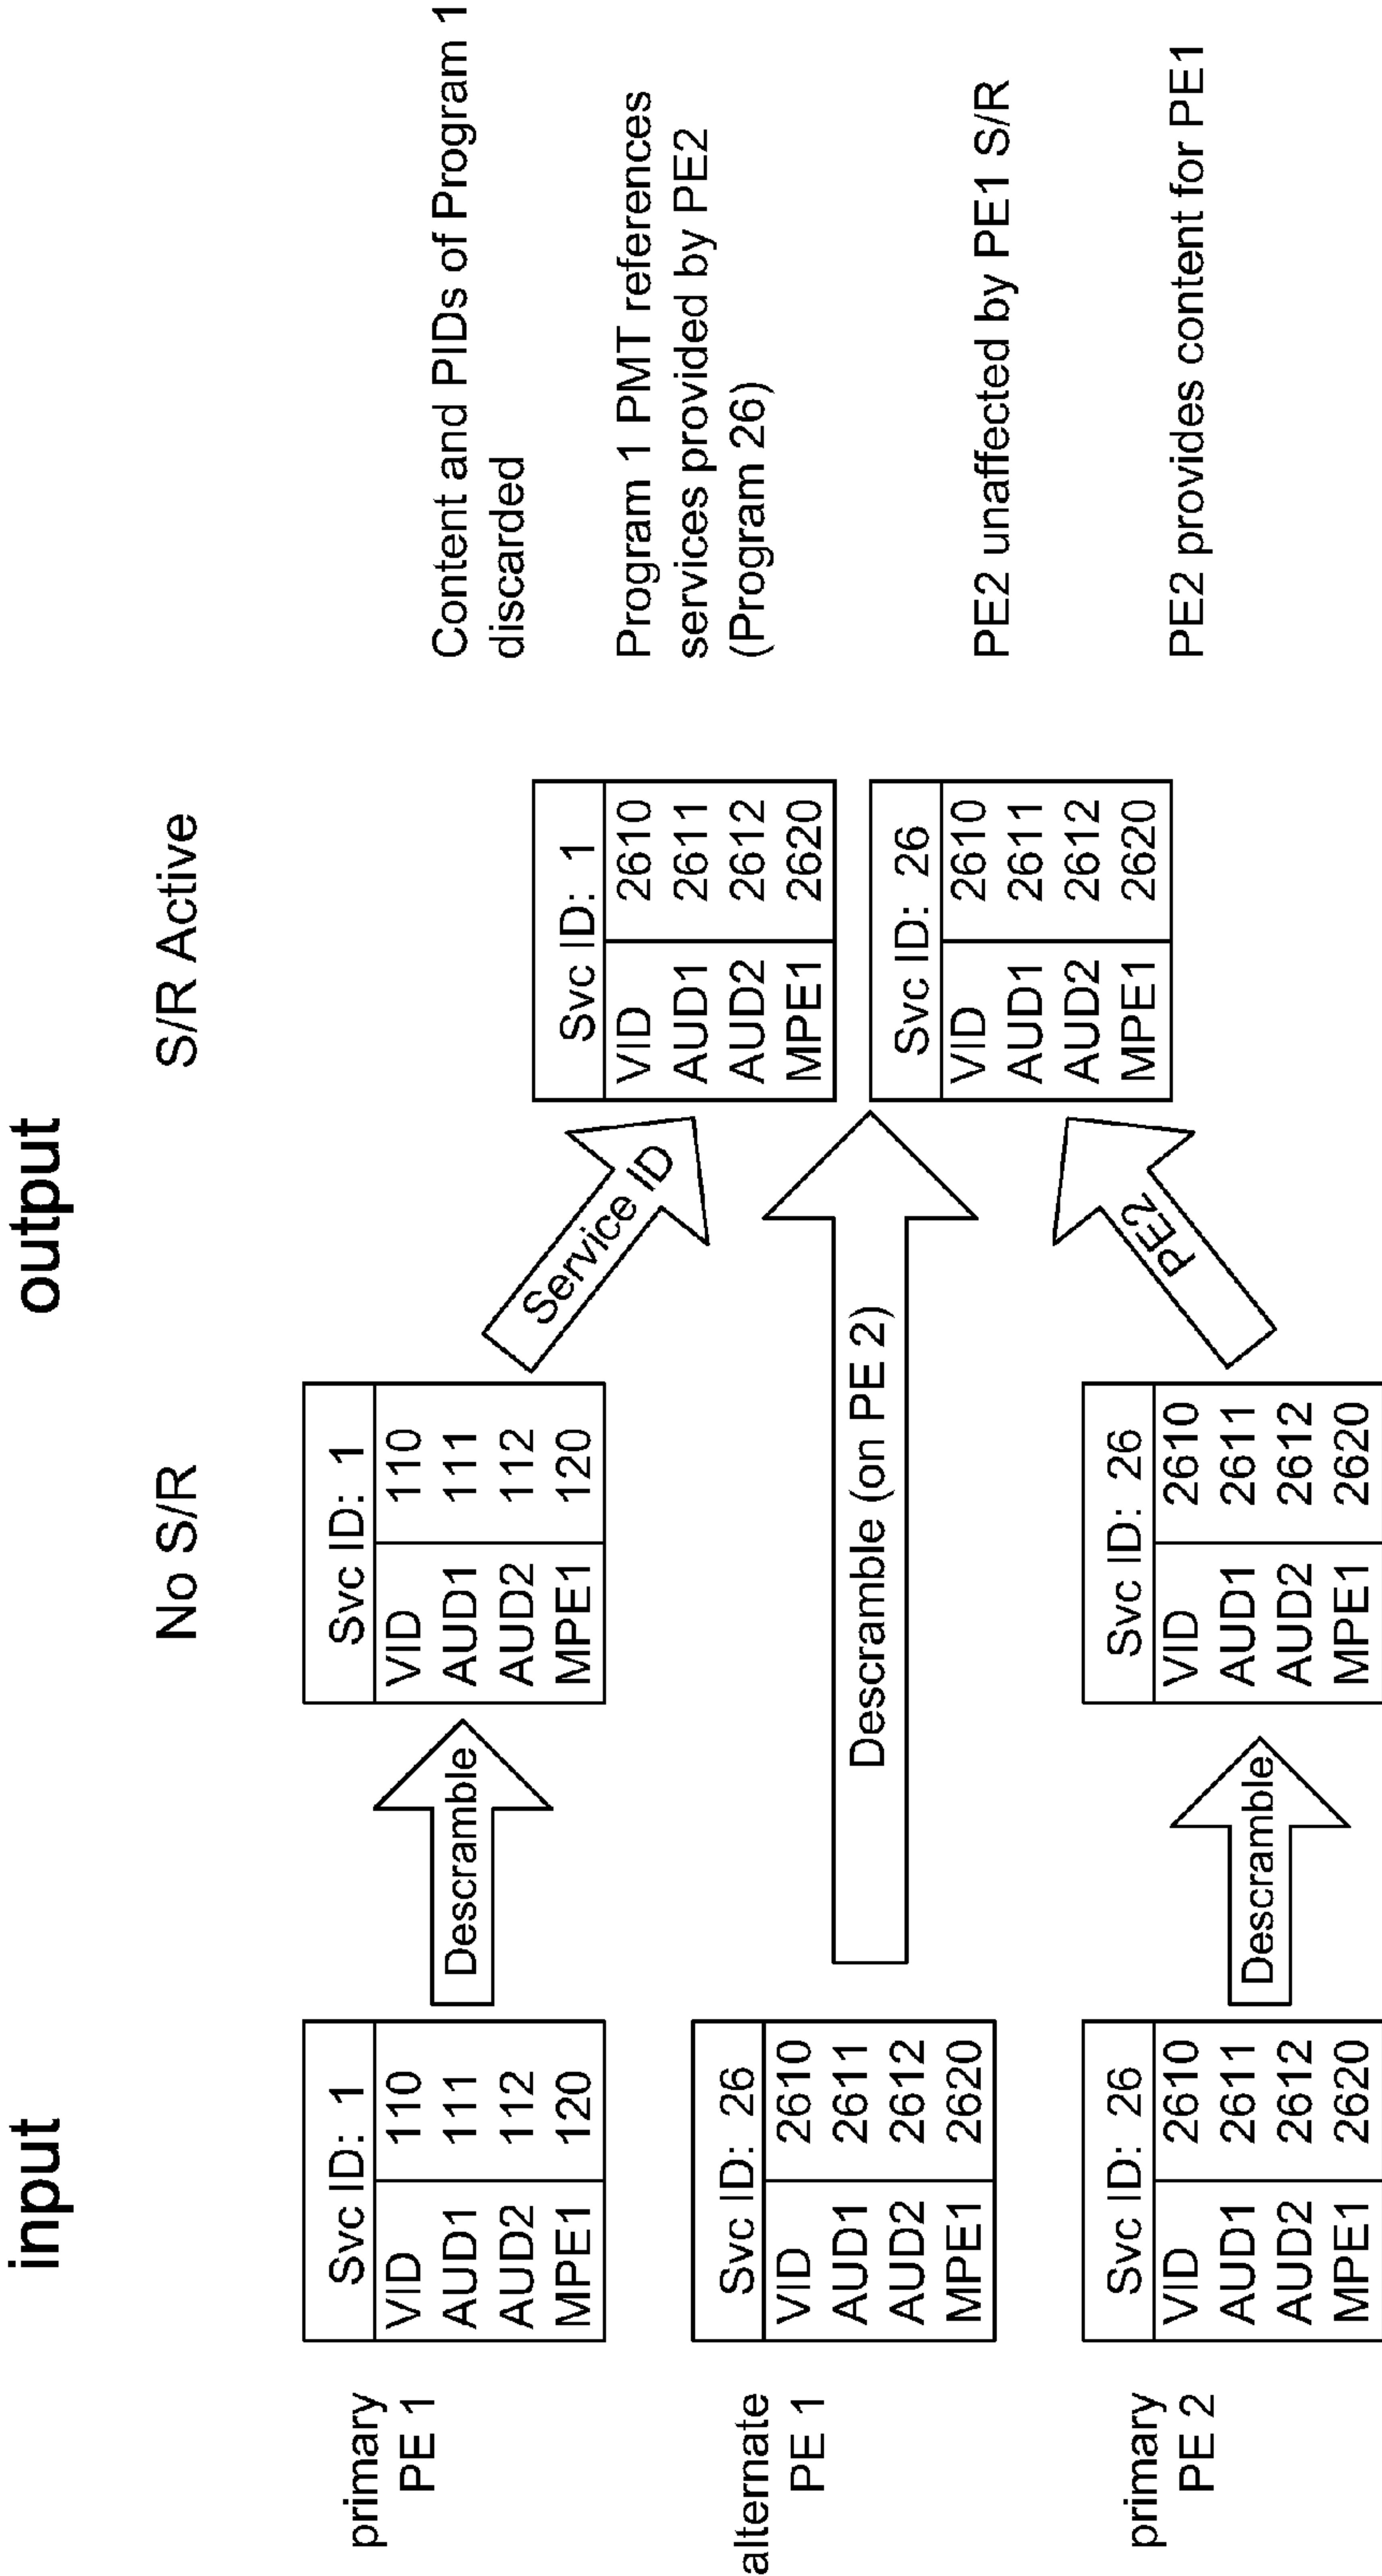 input
output
No S/R
S/R Active
primary
PE 1
Svc ID: 1
VID 110
AUD1 111
AUD2 112
MPE1 120
Descramble
Svc ID: 1
VID 110
AUD1 111
AUD2 112
MPE1 120
Service ID
Svc ID: 1
VID 2610
AUD1 2611
AUD2 2612
MPE1 2620
Content and PIDs of Program 1
discarded
Program 1 PMT references
services provided by PE2
(Program 26)
alternate
PE 1
Svc ID: 26
VID 2610
AUD1 2611
AUD2 2612
MPE1 2620
Descramble (on PE 2)
Svc ID: 26
VID 2610
AUD1 2611
AUD2 2612
MPE1 2620
PE2 unaffected by PE1 S/R
PE2 provides content for PE1
primary
PE 2
Svc ID: 26
VID 2610
AUD1 2611
AUD2 2612
MPE1 2620
Descramble
Svc ID: 26
VID 2610
AUD1 2611
AUD2 2612
MPE1 2620
PE2